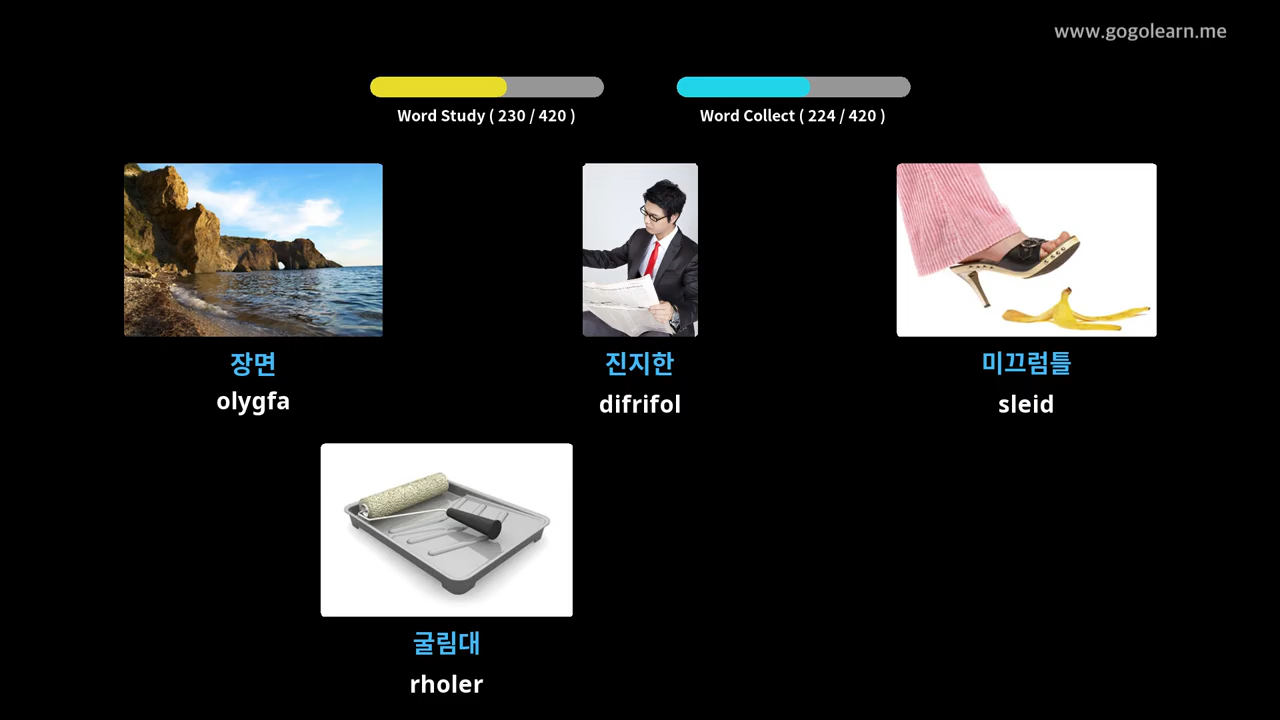 www.gogolearn.me
Word Study ( 230 / 420 )
Word Collect ( 224 / 420 )
장면
olygfa
진지한
difrifol
미끄럼틀
sleid
굴림대
rholer